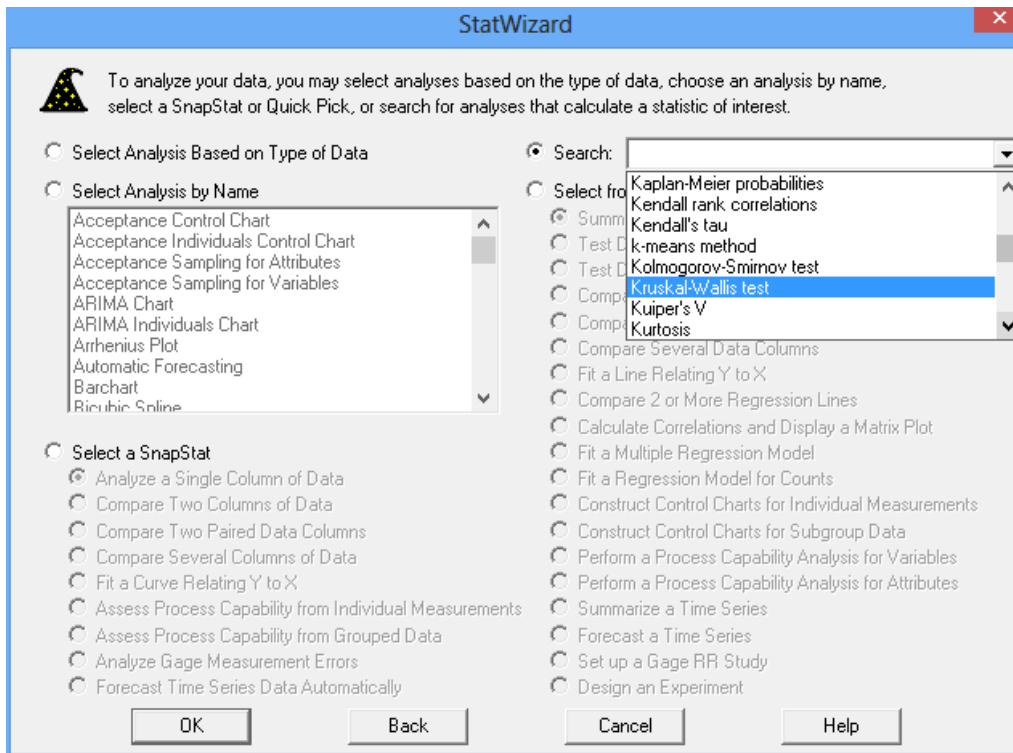 StatWizard
To analyze your data, you may select analyses based on the type of data, choose an analysis by name,
select a SnapStat or Quick Pick, or search for analyses that calculate a statistic of interest.
Select Analysis Based on Type of Data
Select Analysis by Name
Acceptance Control Chart
Acceptance Individuals Control Chart
Acceptance Sampling for Attributes
Acceptance Sampling for Variables
ARIMA Chart
ARIMA Individuals Chart
Arrhenius Plot
Automatic Forecasting
Barchart
Bicubic Spline
Select a SnapStat
Analyze a Single Column of Data
Compare Two Columns of Data
Compare Two Paired Data Columns
Compare Several Columns of Data
Fit a Curve Relating Y to X
Assess Process Capability from Individual Measurements
Assess Process Capability from Grouped Data
Analyze Gage Measurement Errors
Forecast Time Series Data Automatically
Search:
Kaplan-Meier probabilities
Kendall rank correlations
Kendall's tau
k-means method
Kolmogorov-Smirnov test
Kruskal-Wallis test
Kuiper's V
Kurtosis
Select fro
Summ
Test D
Test D
Compa
Compa
Compare Several Data Columns
Fit a Line Relating Y to X
Compare 2 or More Regression Lines
Calculate Correlations and Display a Matrix Plot
Fit a Multiple Regression Model
Fit a Regression Model for Counts
Construct Control Charts for Individual Measurements
Construct Control Charts for Subgroup Data
Perform a Process Capability Analysis for Variables
Perform a Process Capability Analysis for Attributes
Summarize a Time Series
Forecast a Time Series
Set up a Gage RR Study
Design an Experiment
OK
Back
Cancel
Help